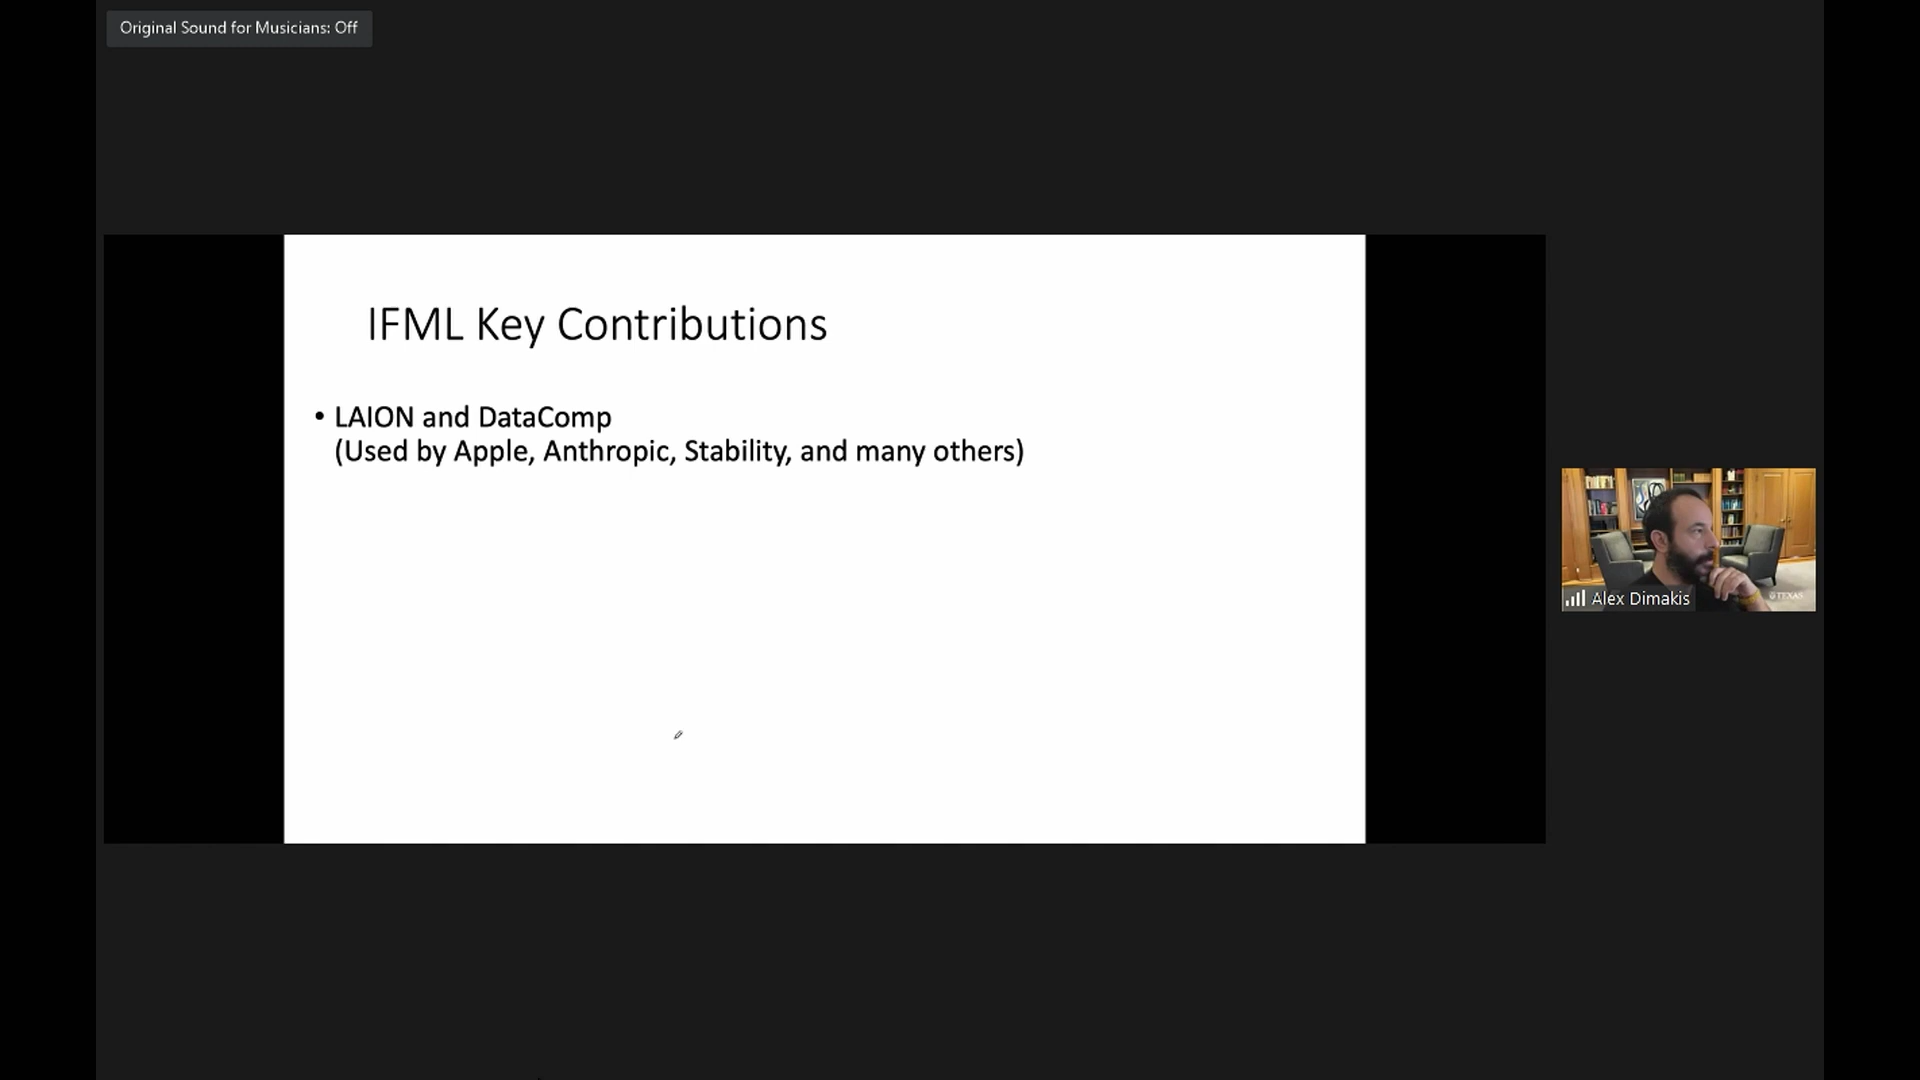 Original Sound for Musicians: Off
IFML Key Contributions
• LAION and DataComp
(Used by Apple, Anthropic, Stability, and many others)
Alex Dimakis
TEXAS